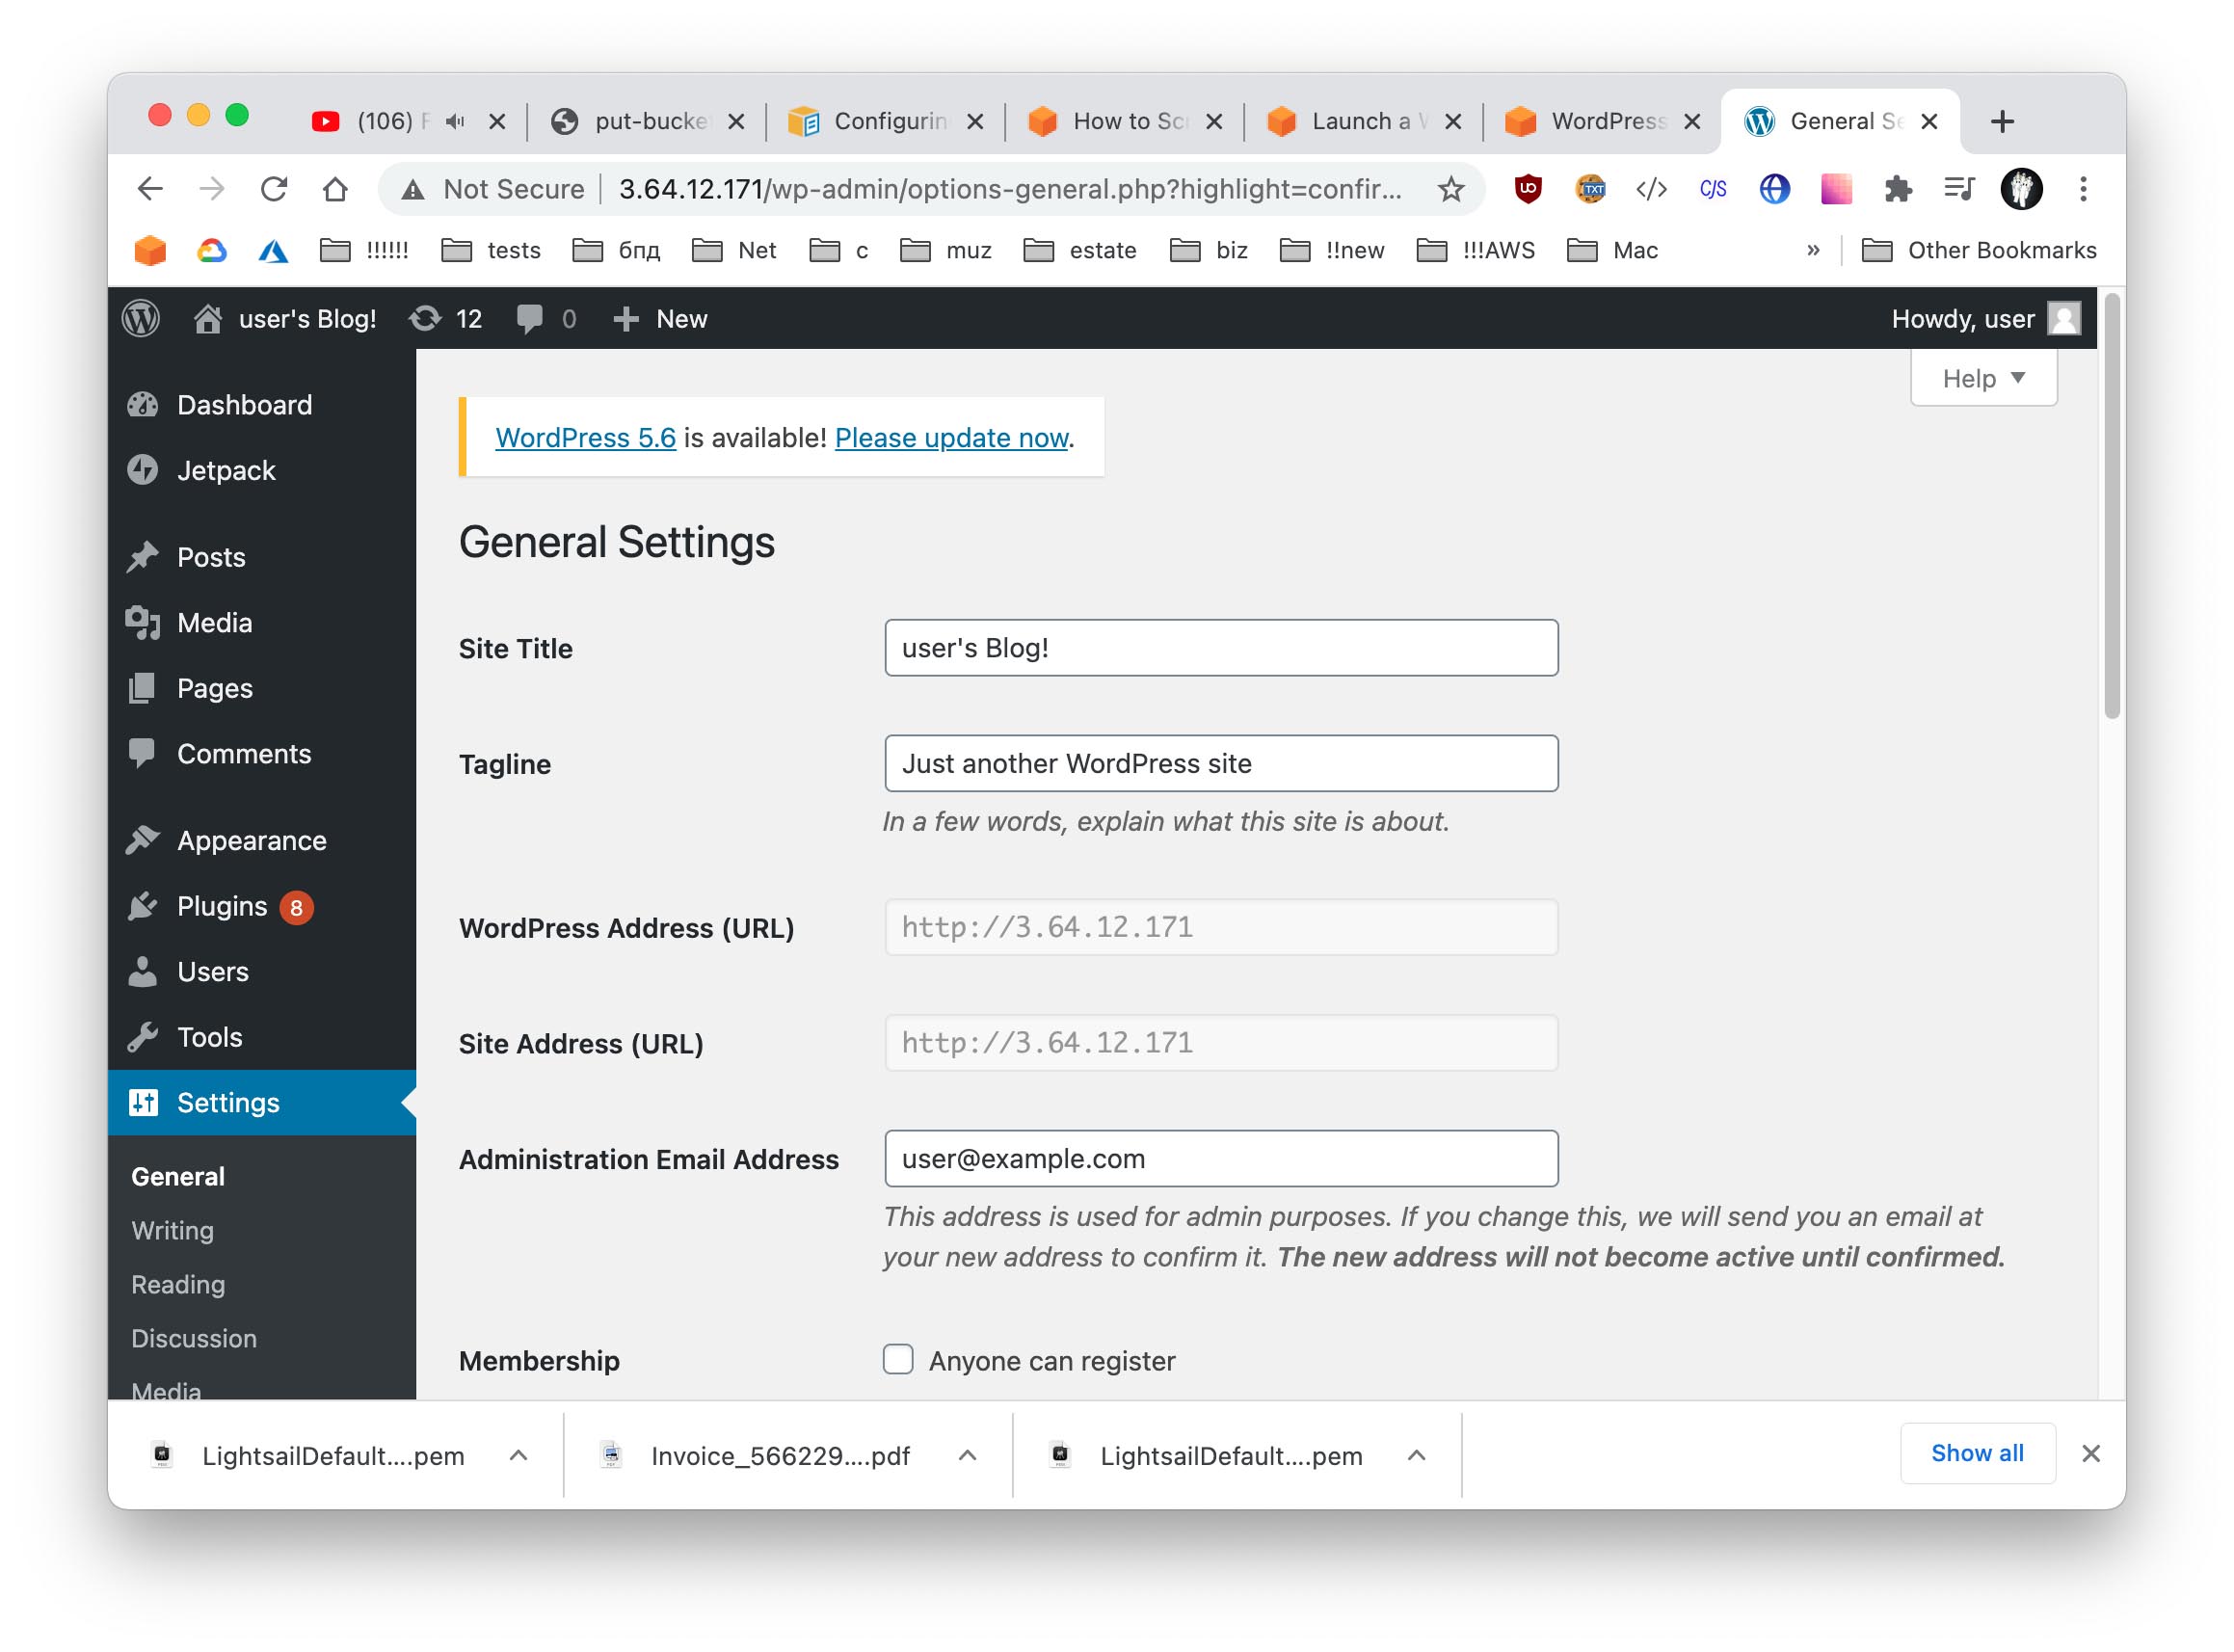 (106) F
put-bucke
Configurin
How to Sc
Launch a
WordPress
General Se
Not Secure 3.64.12.171/wp-admin/options-general.php?highlight=confir...
TXT </> C/S
!!!!!! tests бпд Net c muz estate biz !!new !!!AWS Mac » Other Bookmarks
user's Blog! 12 0 New Howdy, user
Help
Dashboard
Jetpack
Posts
Media
Pages
Comments
Appearance
Plugins 8
Users
Tools
Settings
General
Writing
Reading
Discussion
Media
WordPress 5.6 is available! Please update now.
General Settings
Site Title user's Blog!
Tagline Just another WordPress site
In a few words, explain what this site is about.
WordPress Address (URL) http://3.64.12.171
Site Address (URL) http://3.64.12.171
Administration Email Address user@example.com
This address is used for admin purposes. If you change this, we will send you an email at
your new address to confirm it. The new address will not become active until confirmed.
Membership Anyone can register
LightsailDefault....pem Invoice_566229....pdf LightsailDefault....pem Show all